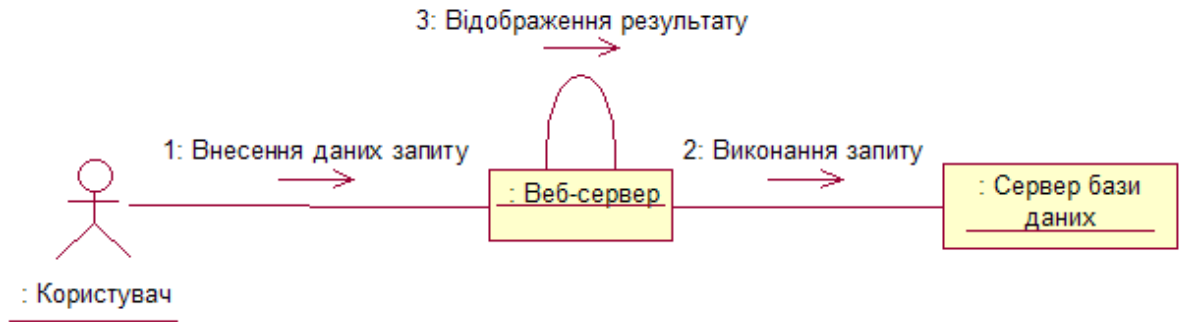 3: Відображення результату
1: Внесення даних запиту
2: Виконання запиту
: Веб-сервер
: Сервер бази
даних
: Користувач